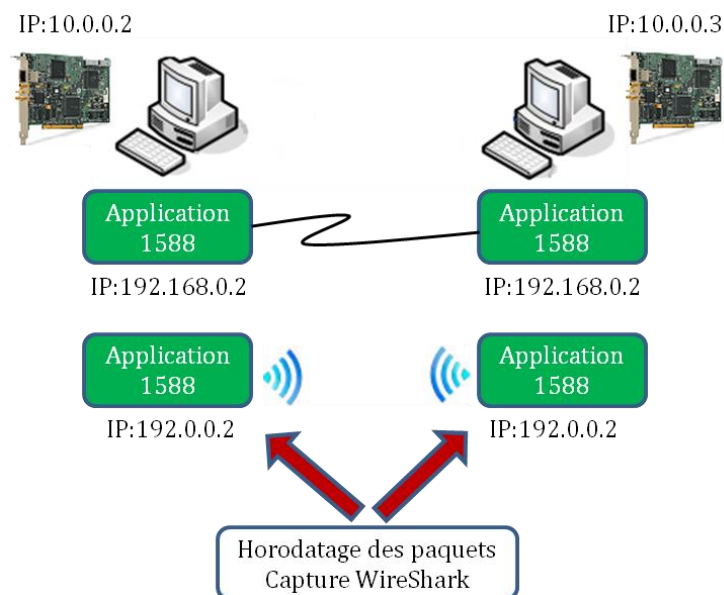 IP:10.0.0.2
IP:10.0.0.3
Application
1588
Application
1588
IP:192.168.0.2
IP:192.168.0.2
Application
1588
Application
1588
IP:192.0.0.2
IP:192.0.0.2
Horodatage des paquets
Capture WireShark